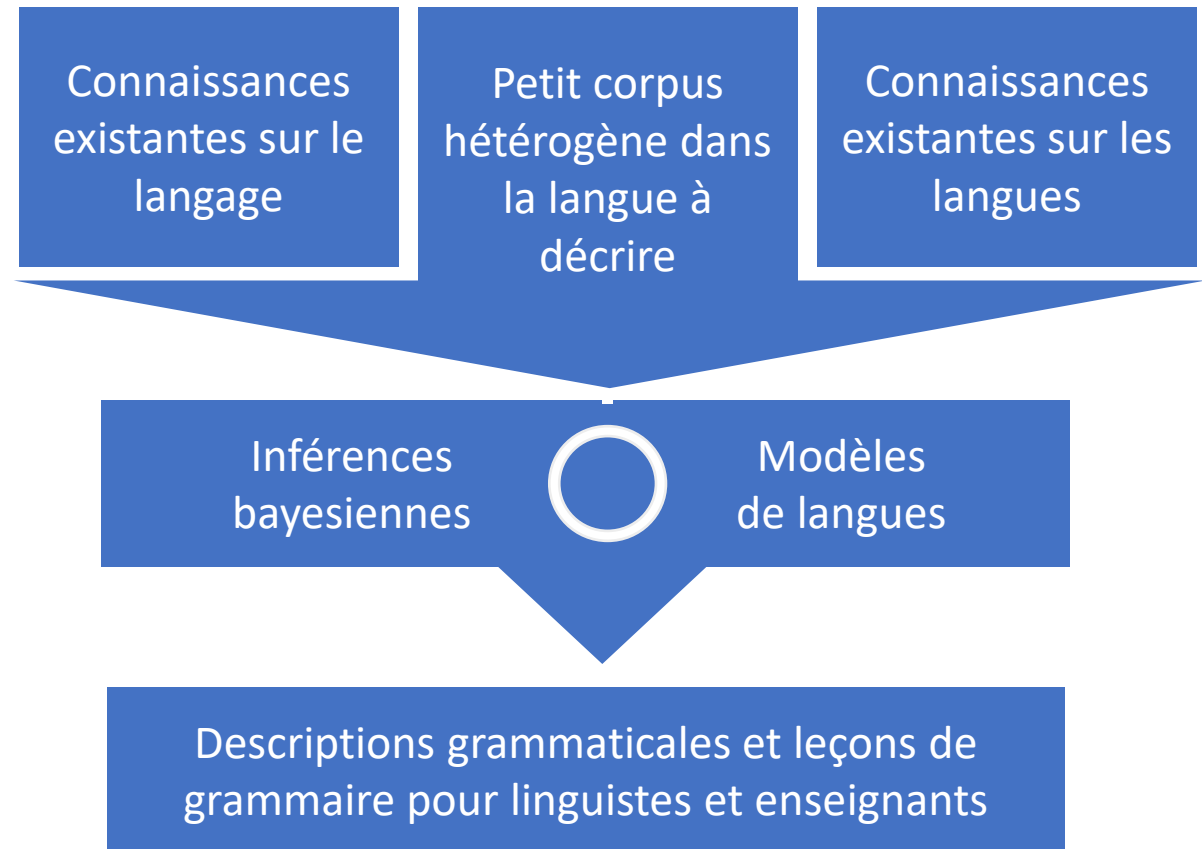 Connaissances
existantes sur le
langage
Petit corpus
hétérogène dans
la langue à
décrire
Connaissances
existantes sur les
langues
Inférences
bayesiennes
Modèles
de langues
Descriptions grammaticales et leçons de
grammaire pour linguistes et enseignants